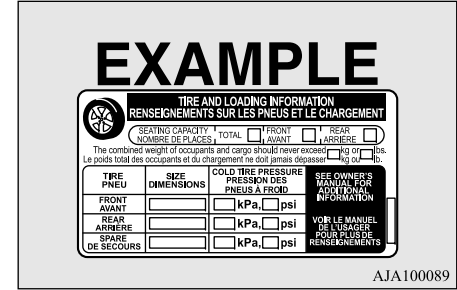 EXAMPLE
TIRE AND LOADING INFORMATION
RENSEIGNEMENTS SUR LES PNEUS ET LE CHARGEMENT
SEATING CAPACITY
NOMBRE DE PLACES
TOTAL
FRONT
AVANT
REAR
ARRIÈRE
The combined weight of occupants and cargo should never exceed kg or lbs.
Le poids total des occupants et du chargement ne doit jamais dépasser kg ou lb.
TIRE
PNEU
SIZE
DIMENSIONS
COLD TIRE PRESSURE
PRESSION DES
PNEUS À FROID
SEE OWNER'S
MANUAL FOR
ADDITIONAL
INFORMATION
FRONT
AVANT
kPa, psi
REAR
ARRIÈRE
kPa, psi
SPARE
DE SECOURS
kPa, psi
VOIR LE MANUEL
DE L'USAGER
POUR PLUS DE
RENSEIGNEMENTS
AJA100089